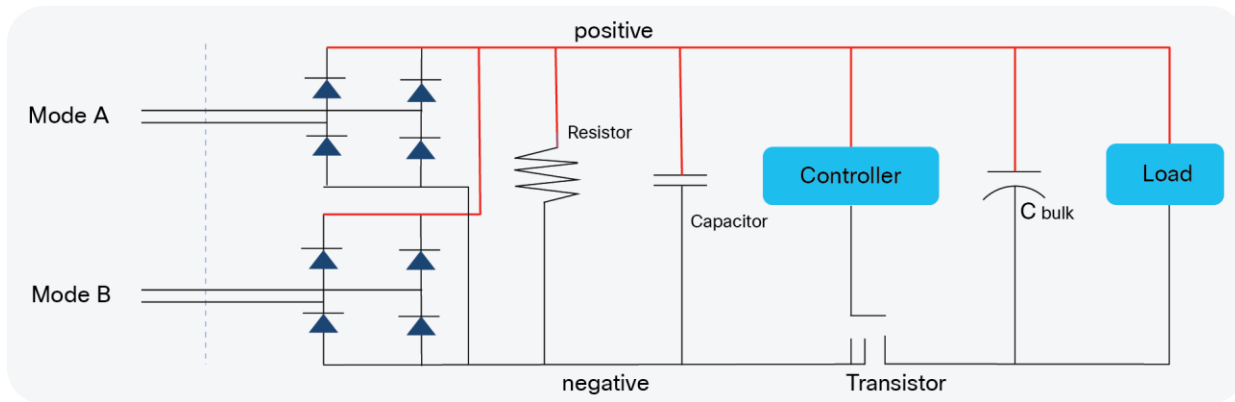 positive
Mode A
Resistor
Controller
Load
Capacitor
C bulk
Mode B
negative
Transistor